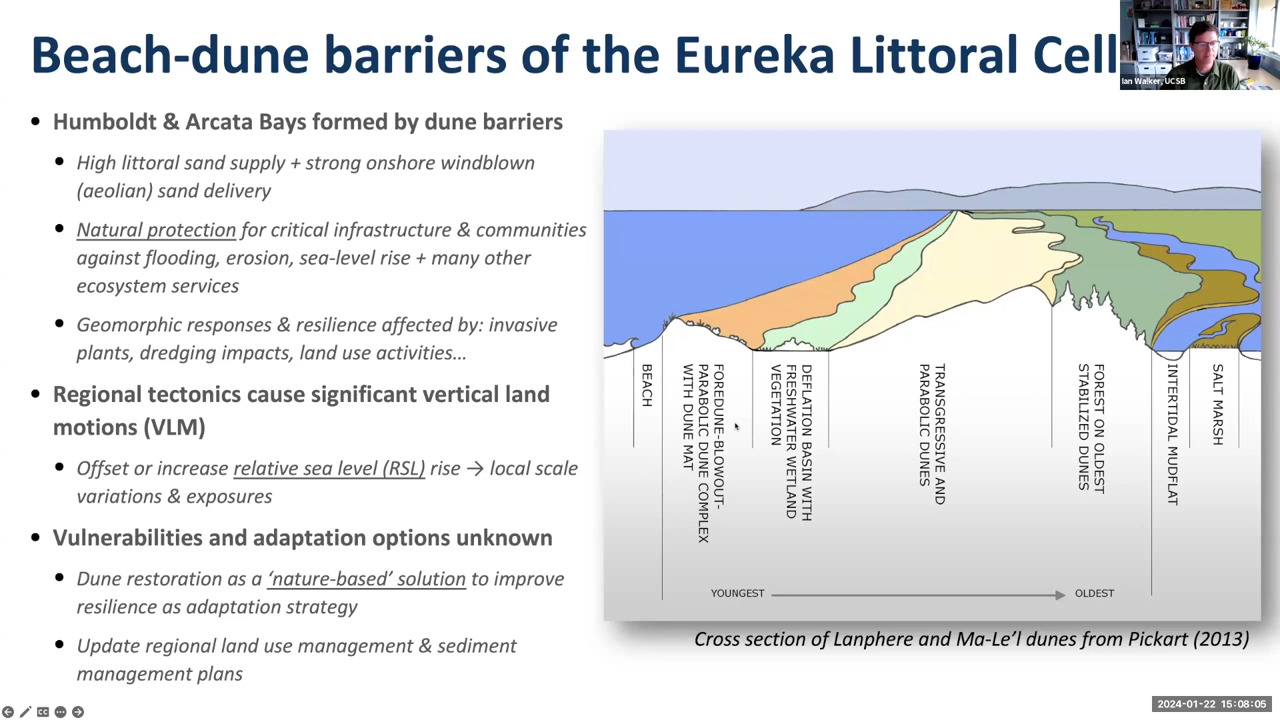 Beach-dune barriers of the Eureka Littoral Cell
Ian Walker, UCSB
• Humboldt & Arcata Bays formed by dune barriers
• High littoral sand supply + strong onshore windblown
(aeolian) sand delivery
• Natural protection for critical infrastructure & communities
against flooding, erosion, sea-level rise + many other
ecosystem services
• Geomorphic responses & resilience affected by: invasive
plants, dredging impacts, land use activities…
• Regional tectonics cause significant vertical land
motions (VLM)
• Offset or increase relative sea level (RSL) rise → local scale
variations & exposures
• Vulnerabilities and adaptation options unknown
• Dune restoration as a ‘nature-based’ solution to improve
resilience as adaptation strategy
• Update regional land use management & sediment
management plans
BEACH
FOREDUNE-BLOWOUT-
PARABOLIC DUNE COMPLEX
WITH DUNE MAT
DEFLATION BASIN WITH
FRESHWATER WETLAND
VEGETATION
TRANSGRESSIVE AND
PARABOLIC DUNES
FOREST ON OLDEST
STABILIZED DUNES
INTERTIDAL MUDFLAT
SALT MARSH
YOUNGEST
OLDEST
Cross section of Lanphere and Ma-Le’l dunes from Pickart (2013)
CC
2024-01-22 15:08:05